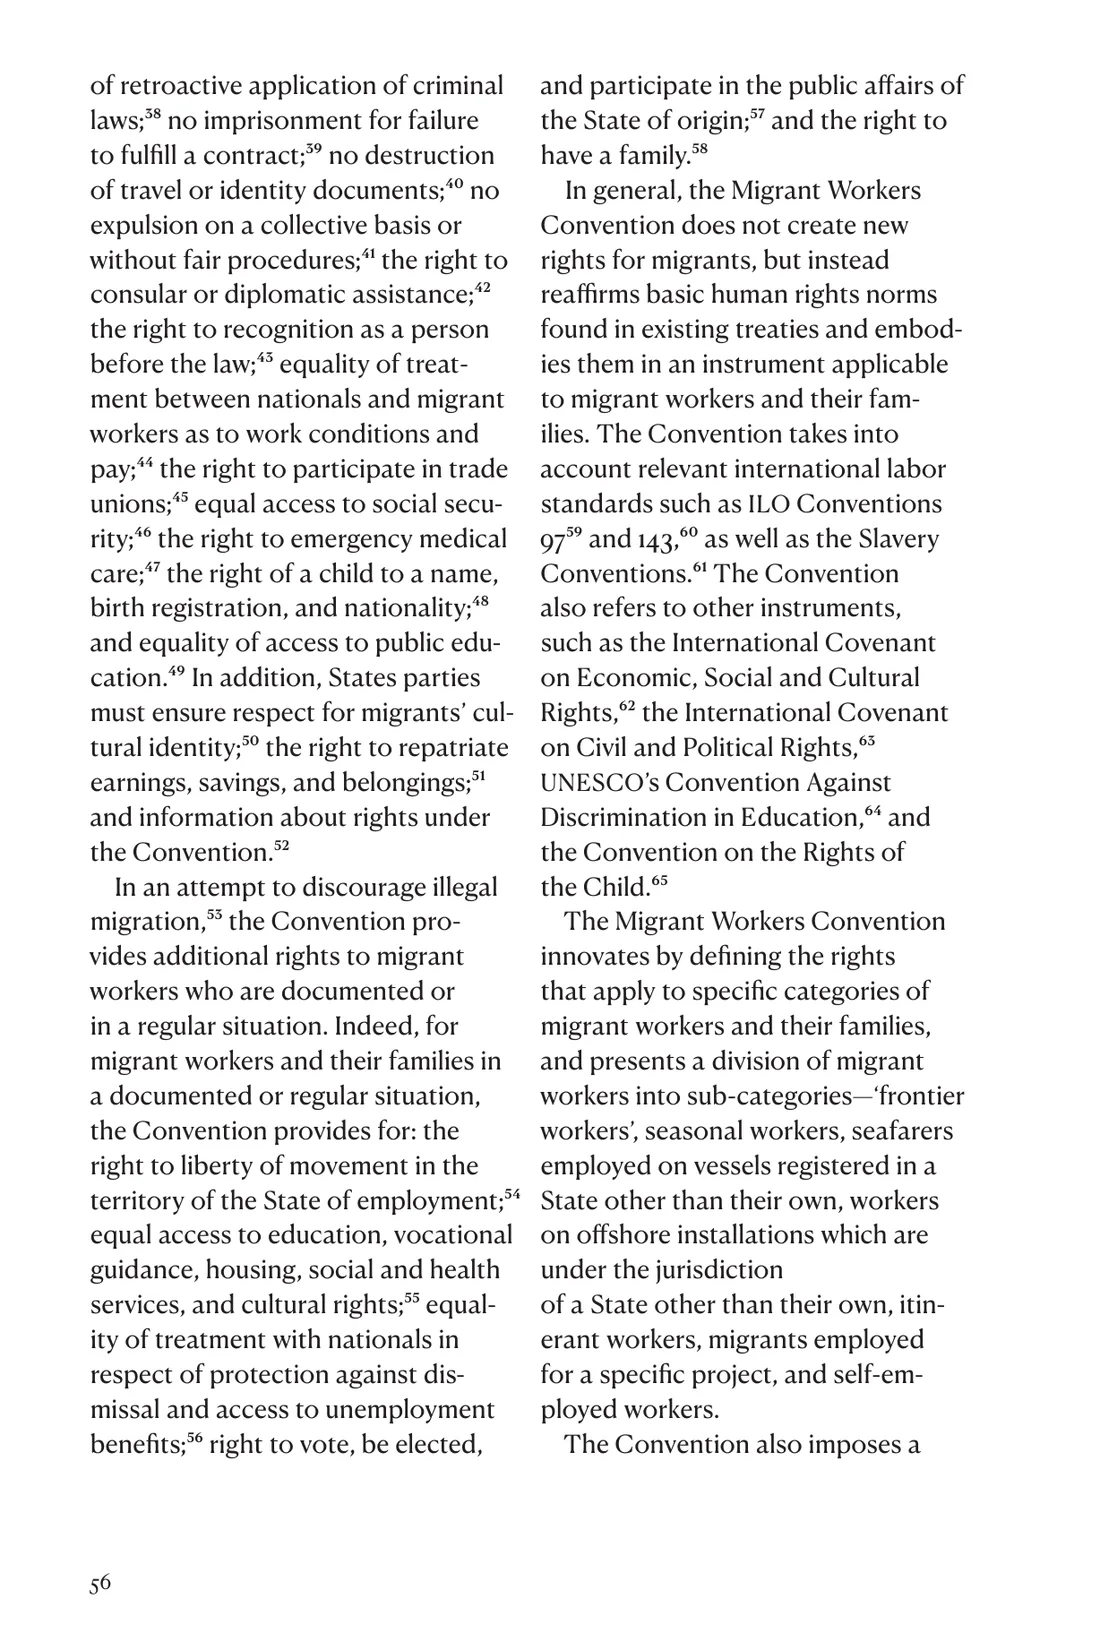 of retroactive application of criminal
laws;³⁸ no imprisonment for failure
to fulfill a contract;³⁹ no destruction
of travel or identity documents;⁴⁰ no
expulsion on a collective basis or
without fair procedures;⁴¹ the right to
consular or diplomatic assistance;⁴²
the right to recognition as a person
before the law;⁴³ equality of treat-
ment between nationals and migrant
workers as to work conditions and
pay;⁴⁴ the right to participate in trade
unions;⁴⁵ equal access to social secu-
rity;⁴⁶ the right to emergency medical
care;⁴⁷ the right of a child to a name,
birth registration, and nationality;⁴⁸
and equality of access to public edu-
cation.⁴⁹ In addition, States parties
must ensure respect for migrants’ cul-
tural identity;⁵⁰ the right to repatriate
earnings, savings, and belongings;⁵¹
and information about rights under
the Convention.⁵²
In an attempt to discourage illegal
migration,⁵³ the Convention pro-
vides additional rights to migrant
workers who are documented or
in a regular situation. Indeed, for
migrant workers and their families in
a documented or regular situation,
the Convention provides for: the
right to liberty of movement in the
territory of the State of employment;⁵⁴
equal access to education, vocational
guidance, housing, social and health
services, and cultural rights;⁵⁵ equal-
ity of treatment with nationals in
respect of protection against dis-
missal and access to unemployment
benefits;⁵⁶ right to vote, be elected,
and participate in the public affairs of
the State of origin;⁵⁷ and the right to
have a family.⁵⁸
In general, the Migrant Workers
Convention does not create new
rights for migrants, but instead
reaffirms basic human rights norms
found in existing treaties and embod-
ies them in an instrument applicable
to migrant workers and their fam-
ilies. The Convention takes into
account relevant international labor
standards such as ILO Conventions
97⁵⁹ and 143,⁶⁰ as well as the Slavery
Conventions.⁶¹ The Convention
also refers to other instruments,
such as the International Covenant
on Economic, Social and Cultural
Rights,⁶² the International Covenant
on Civil and Political Rights,⁶³
UNESCO’s Convention Against
Discrimination in Education,⁶⁴ and
the Convention on the Rights of
the Child.⁶⁵
The Migrant Workers Convention
innovates by defining the rights
that apply to specific categories of
migrant workers and their families,
and presents a division of migrant
workers into sub-categories—‘frontier
workers’, seasonal workers, seafarers
employed on vessels registered in a
State other than their own, workers
on offshore installations which are
under the jurisdiction
of a State other than their own, itin-
erant workers, migrants employed
for a specific project, and self-em-
ployed workers.
The Convention also imposes a
56